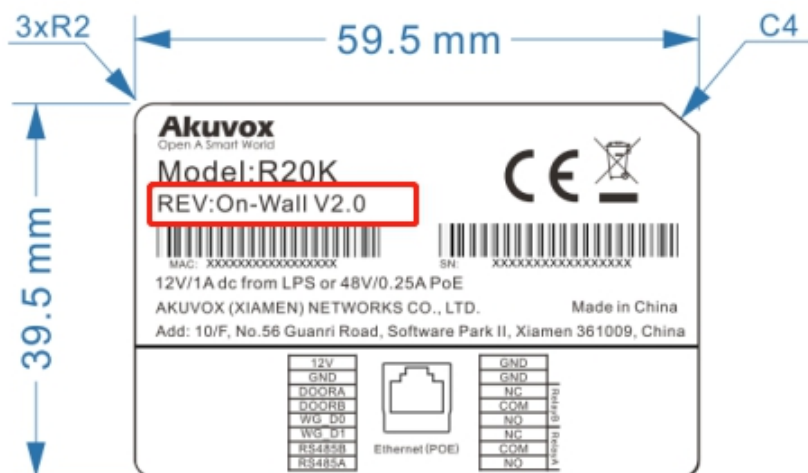 3xR2
59.5 mm
C4
39.5 mm
Akuvox
Open A Smart World
Model:R20K
REV:On-Wall V2.0
CE
MAC: XXXXXXXXXXXXXXXXX
SN: XXXXXXXXXXXXXXXXX
12V/1A dc from LPS or 48V/0.25A PoE
AKUVOX (XIAMEN) NETWORKS CO., LTD. Made in China
Add: 10/F, No.56 Guanri Road, Software Park II, Xiamen 361009, China
12V
GND
DOORA
DOORB
WG_D0
WG_D1
RS485B
RS485A
Ethernet(POE)
GND
GND
NC
COM
NO
NC
COM
NO
RelayB
RelayA